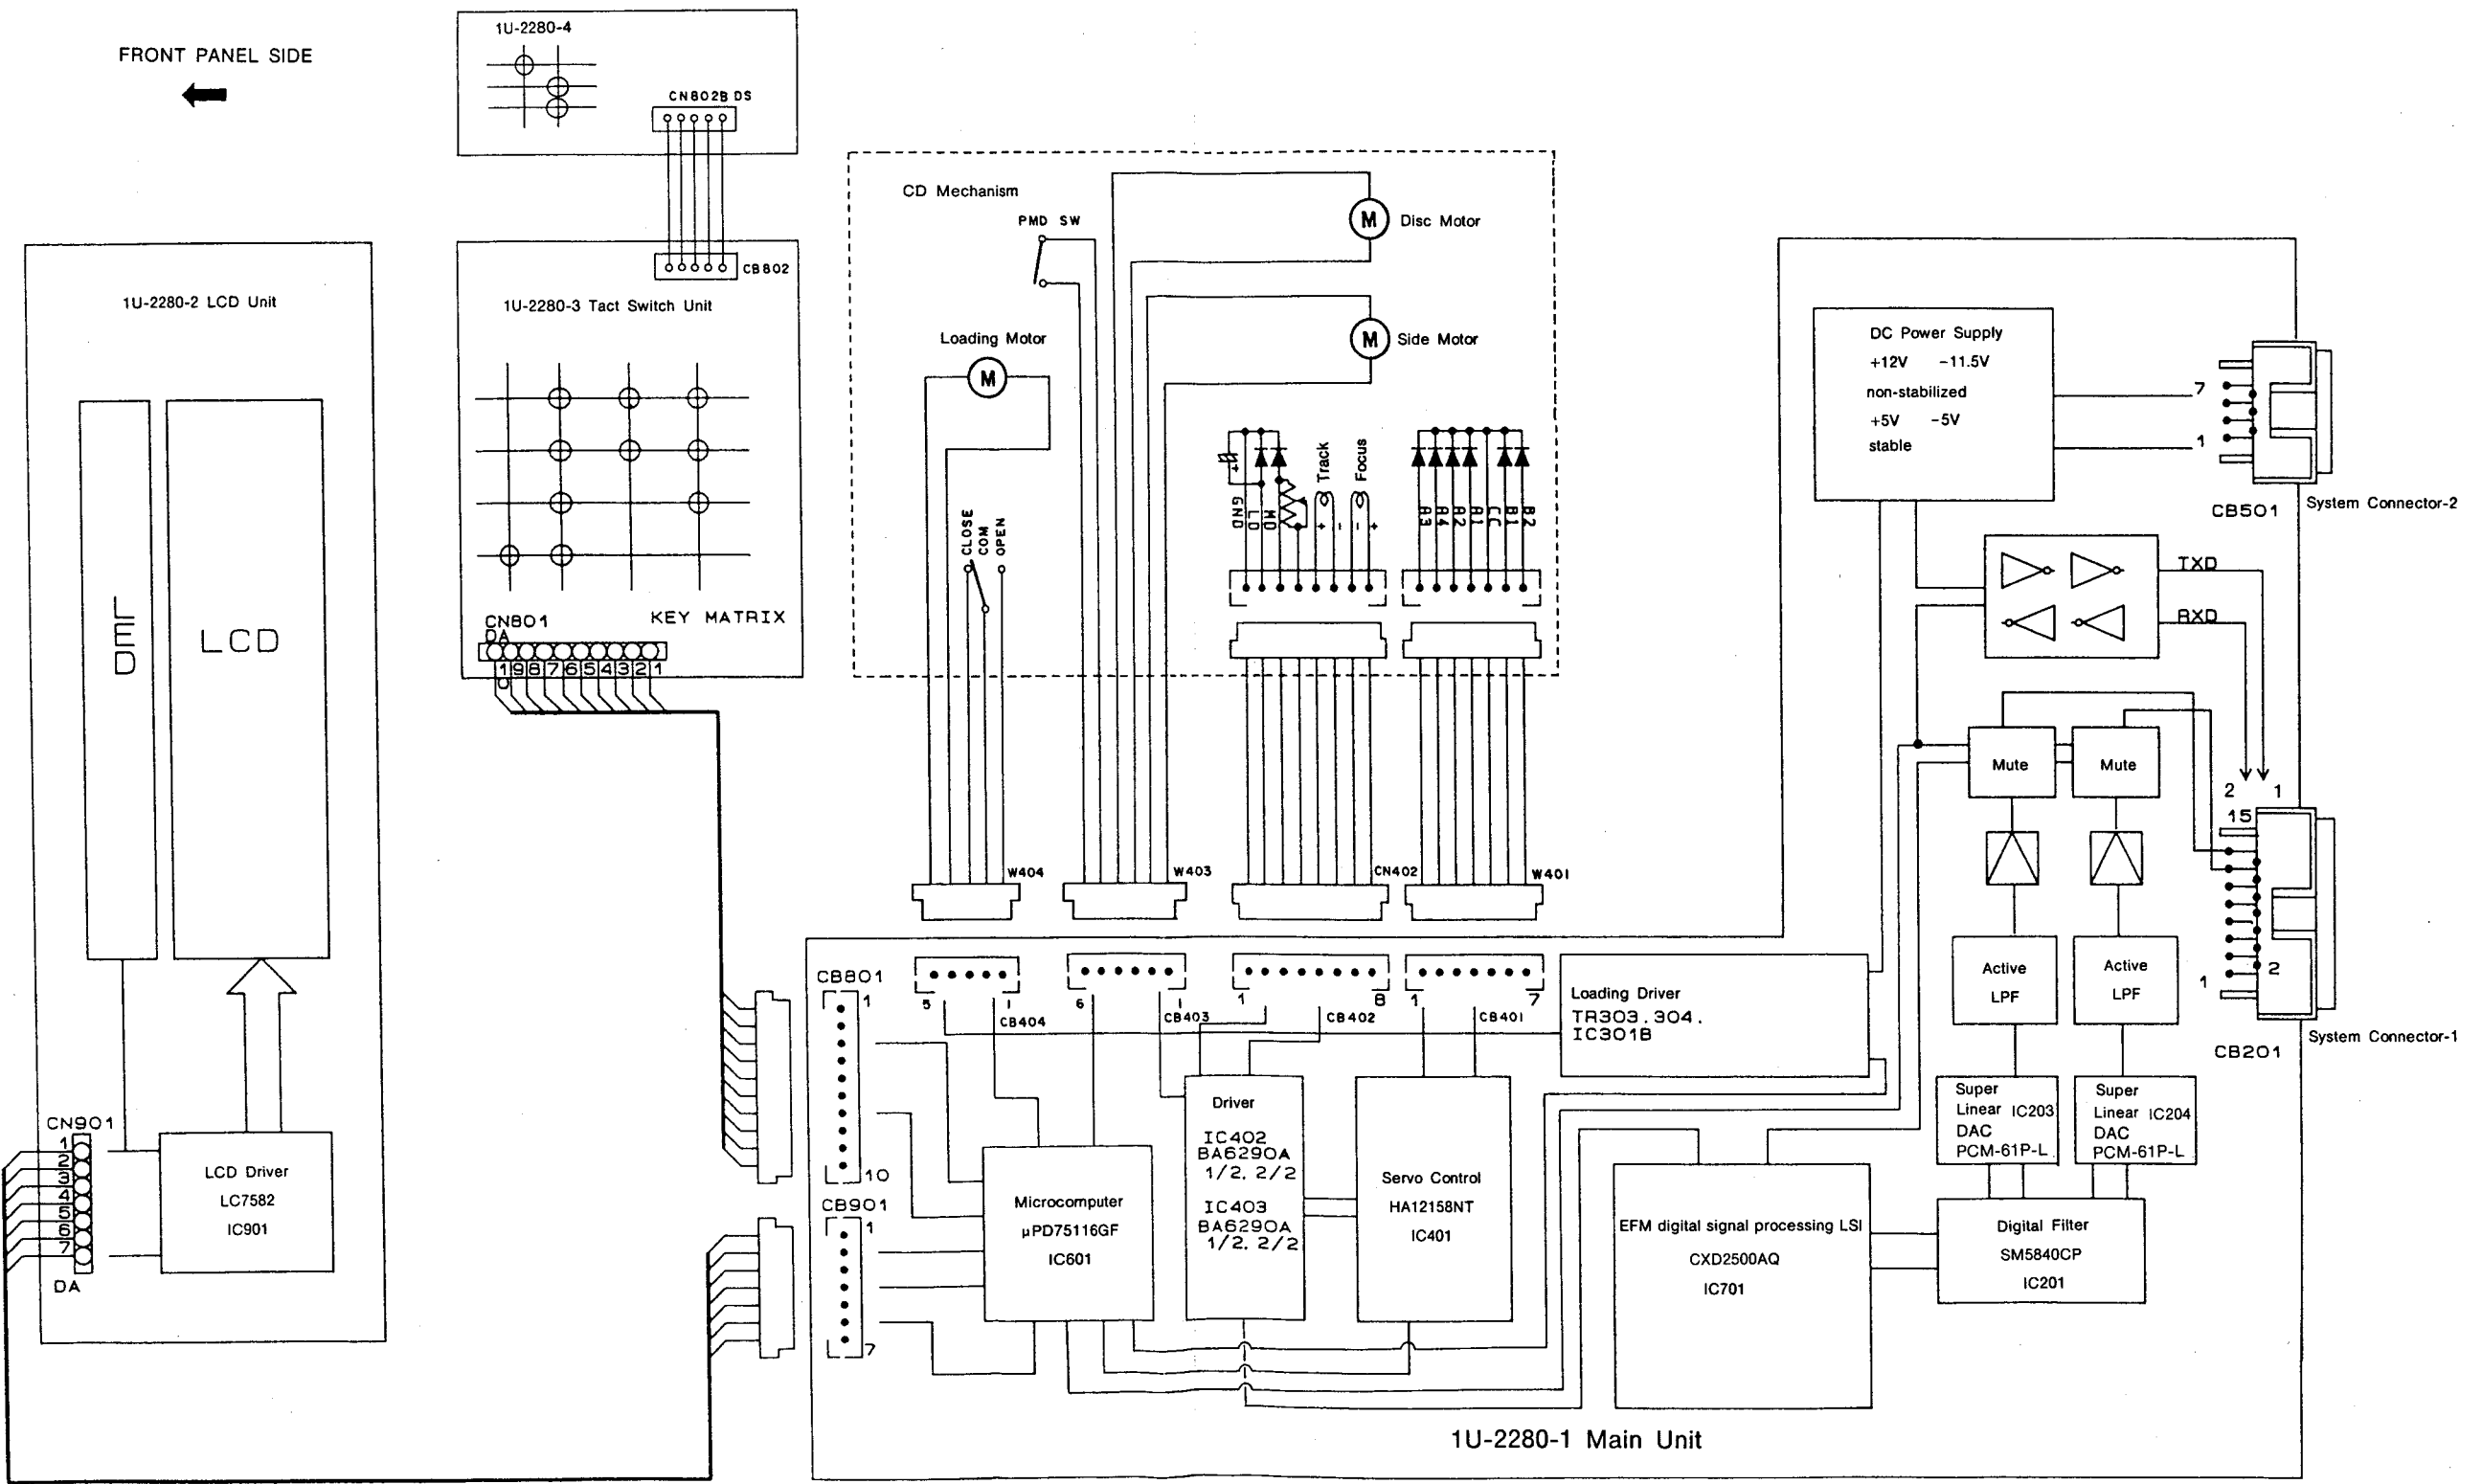 FRONT PANEL SIDE
1U-2280-4
CN802B DS
CB802
1U-2280-2 LCD Unit
LED
LCD
CN901
1
2
3
4
5
6
7
DA
LCD Driver
LC7582
IC901
1U-2280-3 Tact Switch Unit
KEY MATRIX
CN801
DA
10 9 8 7 6 5 4 3 2 1
CD Mechanism
PMD SW
M
Disc Motor
M
Side Motor
Loading Motor
M
CLOSE
COM
OPEN
GND
LD
MD
+
Track
+
-
Focus
-
+
A3
A4
A2
A1
CC
B1
B2
W404
W403
CN402
W401
CB801
1
10
CB901
1
7
5
1
CB404
6
1
CB403
1
8
CB402
1
7
CB401
Loading Driver
TR303.304.
IC301B
Microcomputer
µPD75116GF
IC601
Driver
IC402
BA6290A
1/2. 2/2
IC403
BA6290A
1/2. 2/2
Servo Control
HA12158NT
IC401
EFM digital signal processing LSI
CXD2500AQ
IC701
Digital Filter
SM5840CP
IC201
Super
Linear IC203
DAC
PCM-61P-L
Super
Linear IC204
DAC
PCM-61P-L
Active
LPF
Active
LPF
Mute
Mute
DC Power Supply
+12V -11.5V
non-stabilized
+5V -5V
stable
7
1
CB501
System Connector-2
TXD
RXD
2
1
15
1
2
CB201
System Connector-1
1U-2280-1 Main Unit